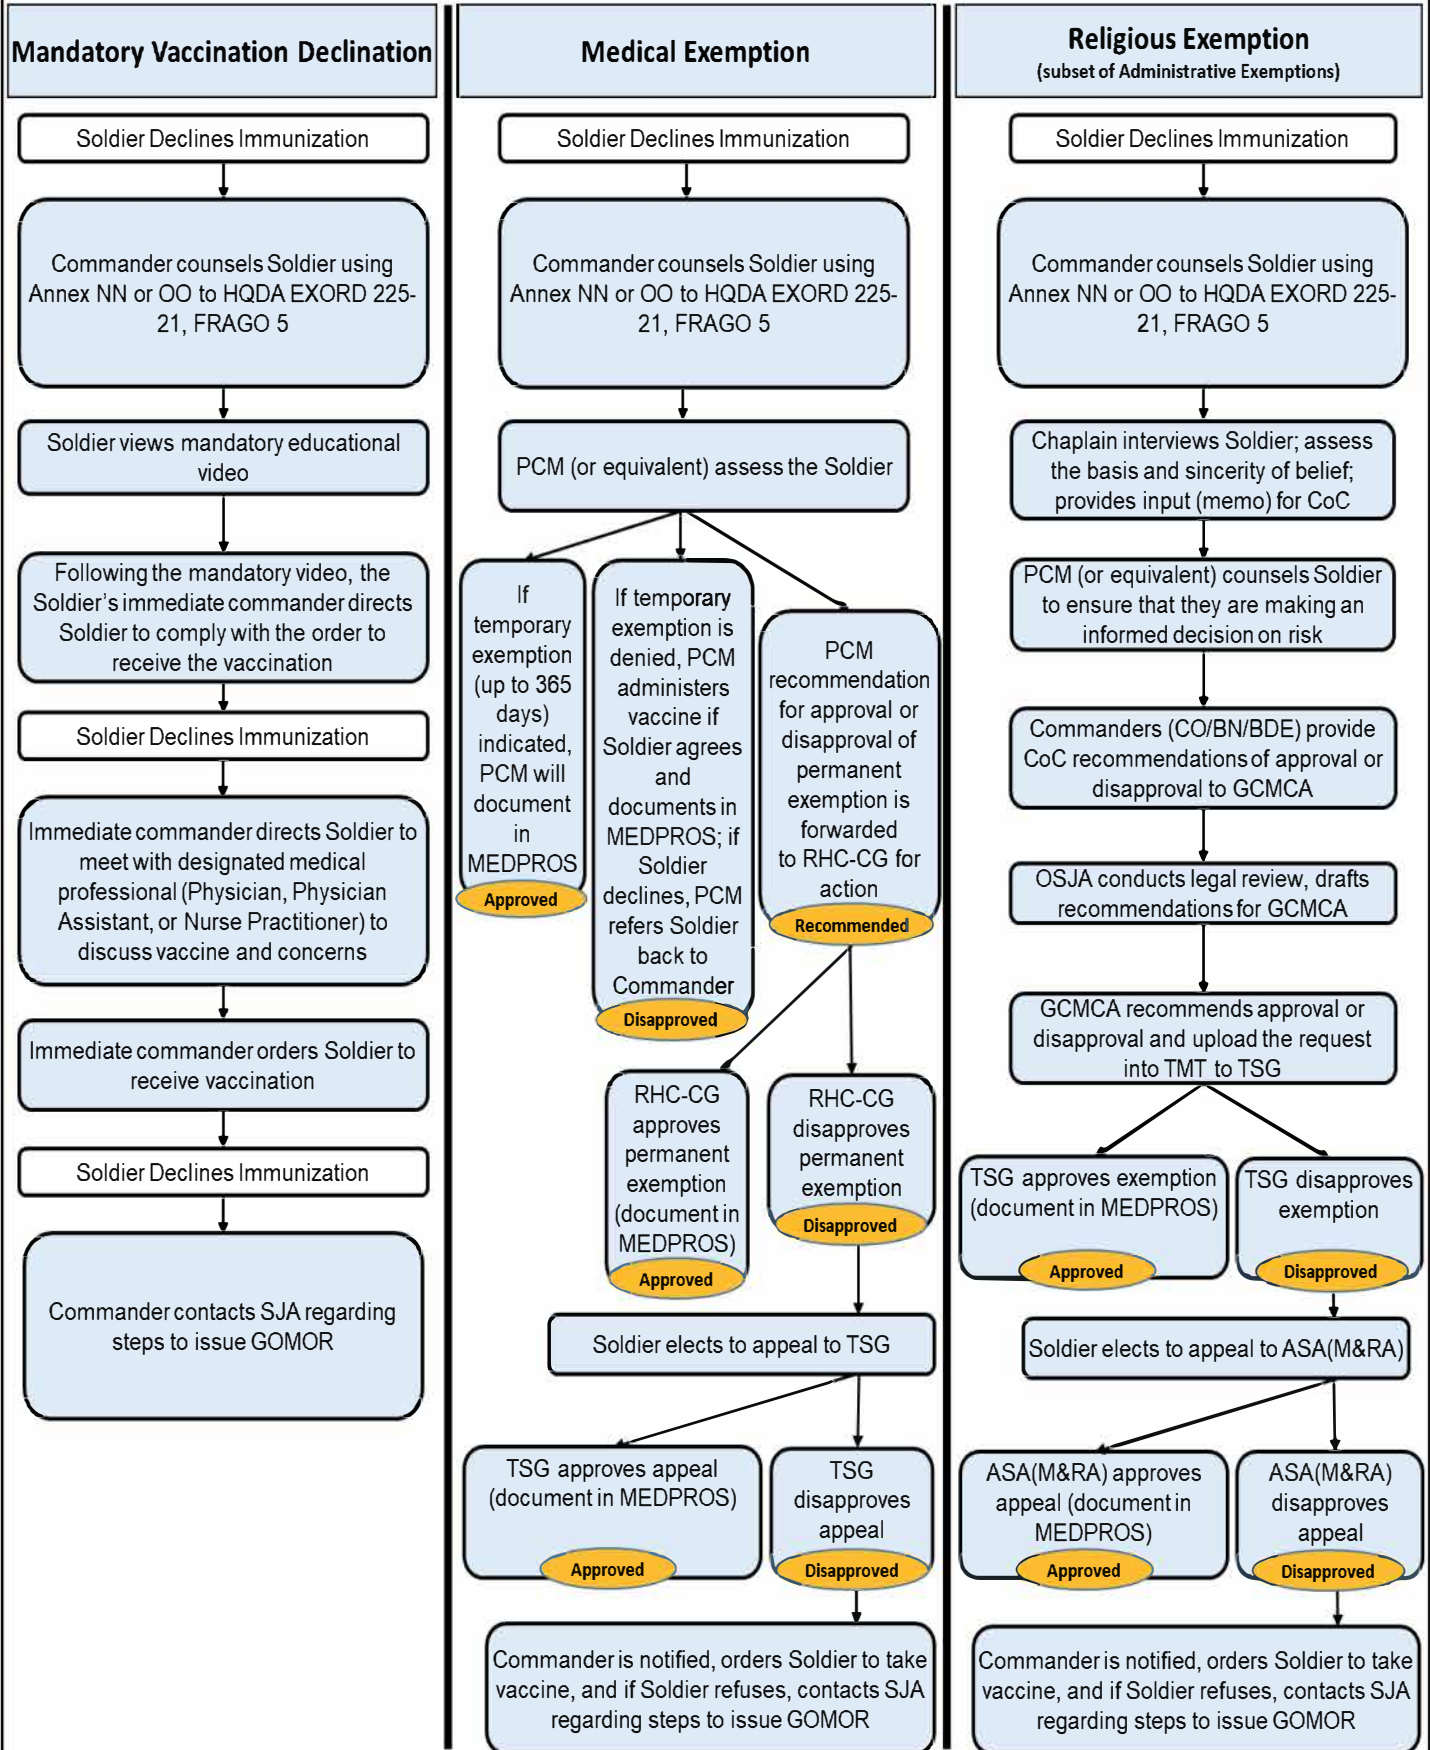 Mandatory Vaccination Declination
Soldier Declines Immunization
Commander counsels Soldier using
Annex NN or OO to HQDA EXORD 225-
21, FRAGO 5
Soldier views mandatory educational
video
Following the mandatory video, the
Soldier's immediate commander directs
Soldier to comply with the order to
receive the vaccination
Soldier Declines Immunization
Immediate commander directs Soldier to
meet with designated medical
professional (Physician, Physician
Assistant, or Nurse Practitioner) to
discuss vaccine and concerns
Immediate commander orders Soldier to
receive vaccination
Soldier Declines Immunization
Commander contacts SJA regarding
steps to issue GOMOR
Medical Exemption
Soldier Declines Immunization
Commander counsels Soldier using
Annex NN or OO to HQDA EXORD 225-
21, FRAGO 5
PCM (or equivalent) assess the Soldier
If
temporary
exemption
(up to 365
days)
indicated,
PCM will
document
in
MEDPROS
Approved
If temporary
exemption is
denied, PCM
administers
vaccine if
Soldier agrees
and
documents in
MEDPROS; if
Soldier
declines, PCM
refers Soldier
back to
Commander
Disapproved
PCM
recommendation
for approval or
disapproval of
permanent
exemption is
forwarded
to RHC-CG for
action
Recommended
RHC-CG
approves
permanent
exemption
(document in
MEDPROS)
Approved
RHC-CG
disapproves
permanent
exemption
Disapproved
Soldier elects to appeal to TSG
TSG approves appeal
(document in MEDPROS)
Approved
TSG
disapproves
appeal
Disapproved
Commander is notified, orders Soldier to take
vaccine, and if Soldier refuses, contacts SJA
regarding steps to issue GOMOR
Religious Exemption
(subset of Administrative Exemptions)
Soldier Declines Immunization
Commander counsels Soldier using
Annex NN or OO to HQDA EXORD 225-
21, FRAGO 5
Chaplain interviews Soldier; assess
the basis and sincerity of belief;
provides input (memo) for CoC
PCM (or equivalent) counsels Soldier
to ensure that they are making an
informed decision on risk
Commanders (CO/BN/BDE) provide
CoC recommendations of approval or
disapproval to GCMCA
OSJA conducts legal review, drafts
recommendations for GCMCA
GCMCA recommends approval or
disapproval and upload the request
into TMT to TSG
TSG approves exemption
(document in MEDPROS)
Approved
TSG disapproves
exemption
Disapproved
Soldier elects to appeal to ASA(M&RA)
ASA(M&RA) approves
appeal (document in
MEDPROS)
Approved
ASA(M&RA)
disapproves
appeal
Disapproved
Commander is notified, orders Soldier to take
vaccine, and if Soldier refuses, contacts SJA
regarding steps to issue GOMOR